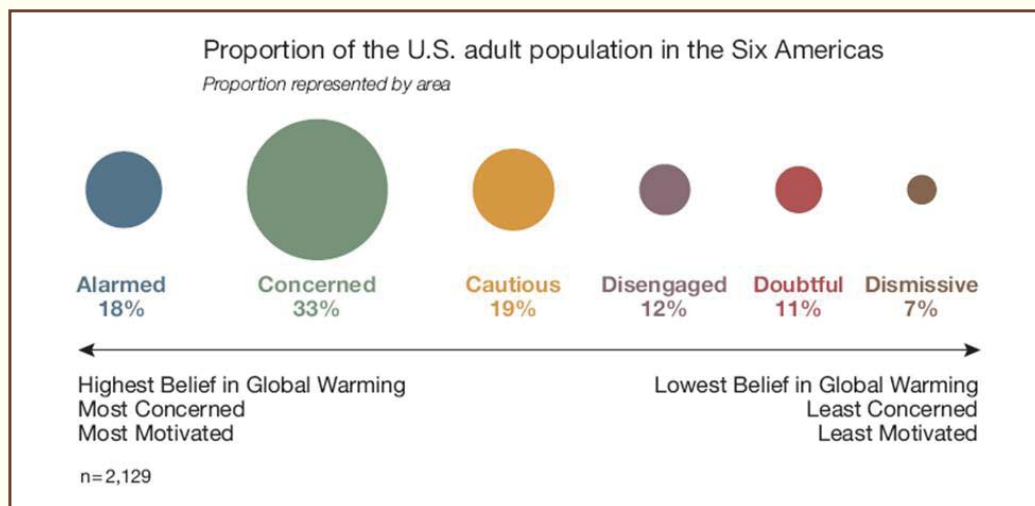 Proportion of the U.S. adult population in the Six Americas
Proportion represented by area
Alarmed Concerned Cautious Disengaged Doubtful Dismissive
18% 33% 19% 12% 11% 7%
Highest Belief in Global Warming Lowest Belief in Global Warming
Most Concerned Least Concerned
Most Motivated Least Motivated
n=2,129